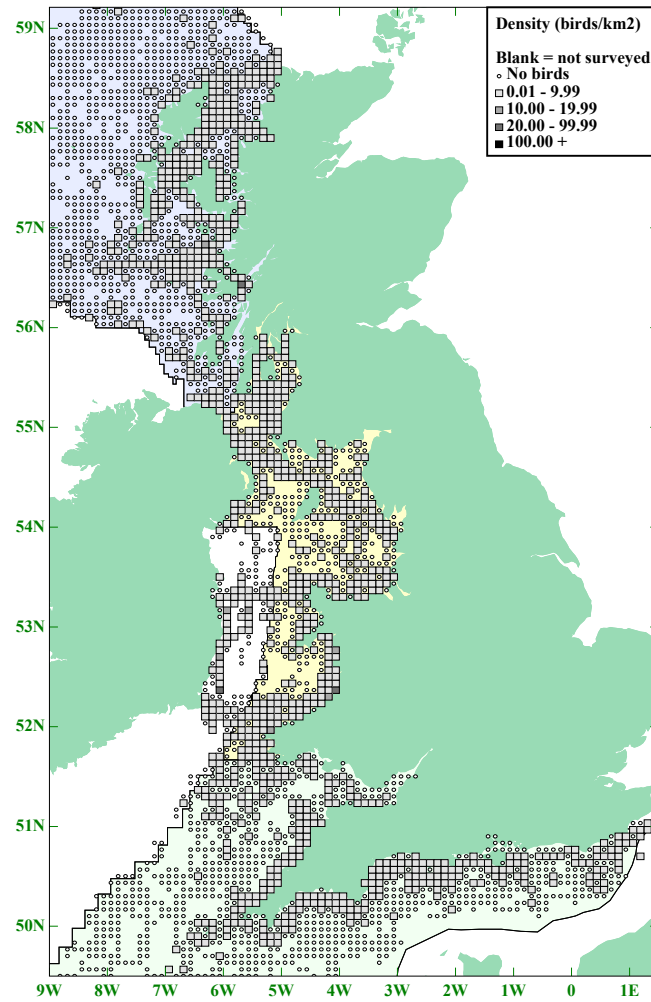 Density (birds/km2)
Blank = not surveyed
No birds
0.01 - 9.99
10.00 - 19.99
20.00 - 99.99
100.00 +
59N
58N
57N
56N
55N
54N
53N
52N
51N
50N
9W 8W 7W 6W 5W 4W 3W 2W 1W 0 1E